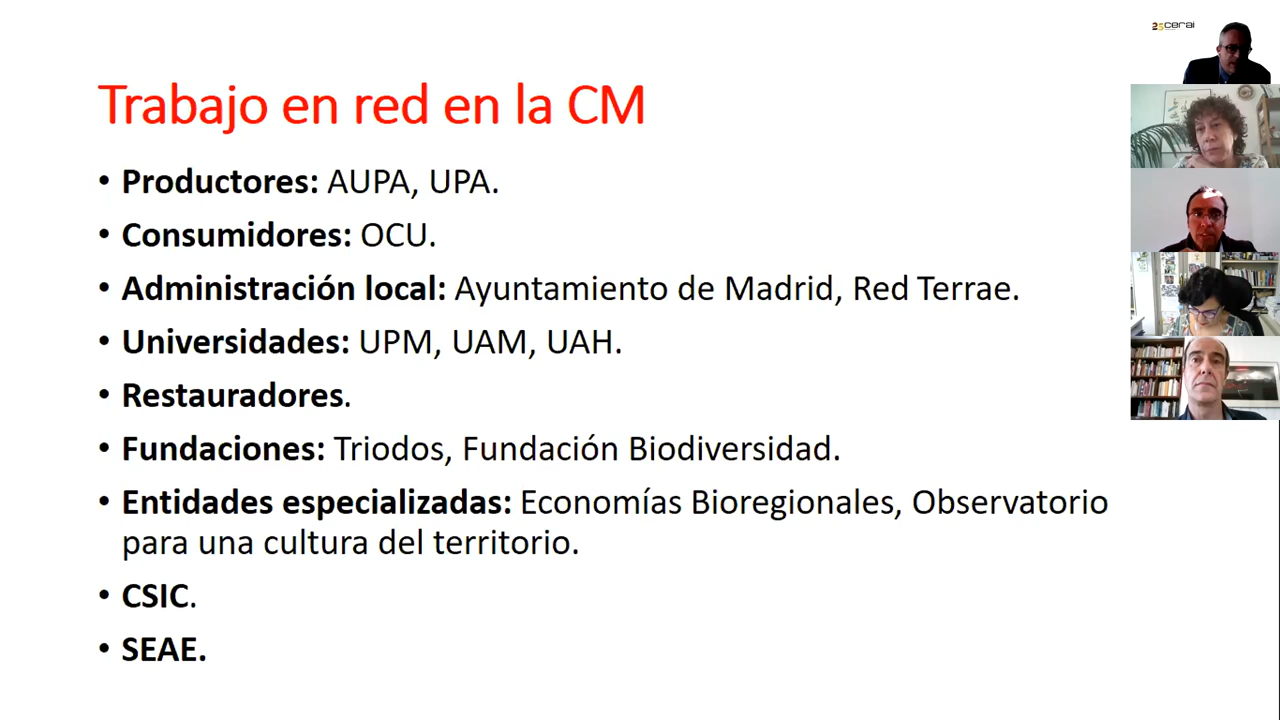 25 cerai
Trabajo en red en la CM
• Productores: AUPA, UPA.
• Consumidores: OCU.
• Administración local: Ayuntamiento de Madrid, Red Terrae.
• Universidades: UPM, UAM, UAH.
• Restauradores.
• Fundaciones: Triodos, Fundación Biodiversidad.
• Entidades especializadas: Economías Bioregionales, Observatorio
para una cultura del territorio.
• CSIC.
• SEAE.